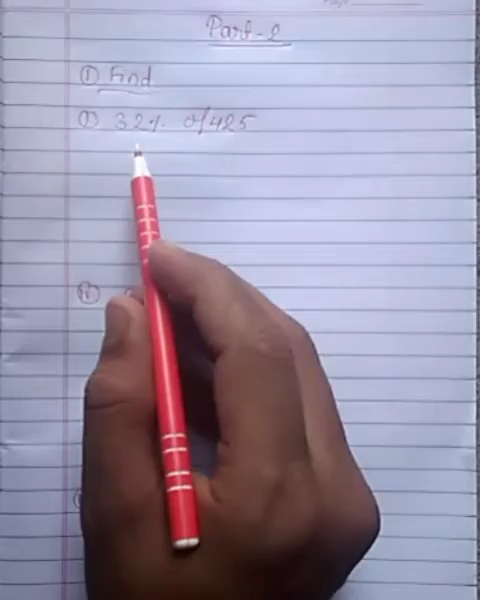 Part-2
① Find
ⓐ 32% of 425
ⓑ